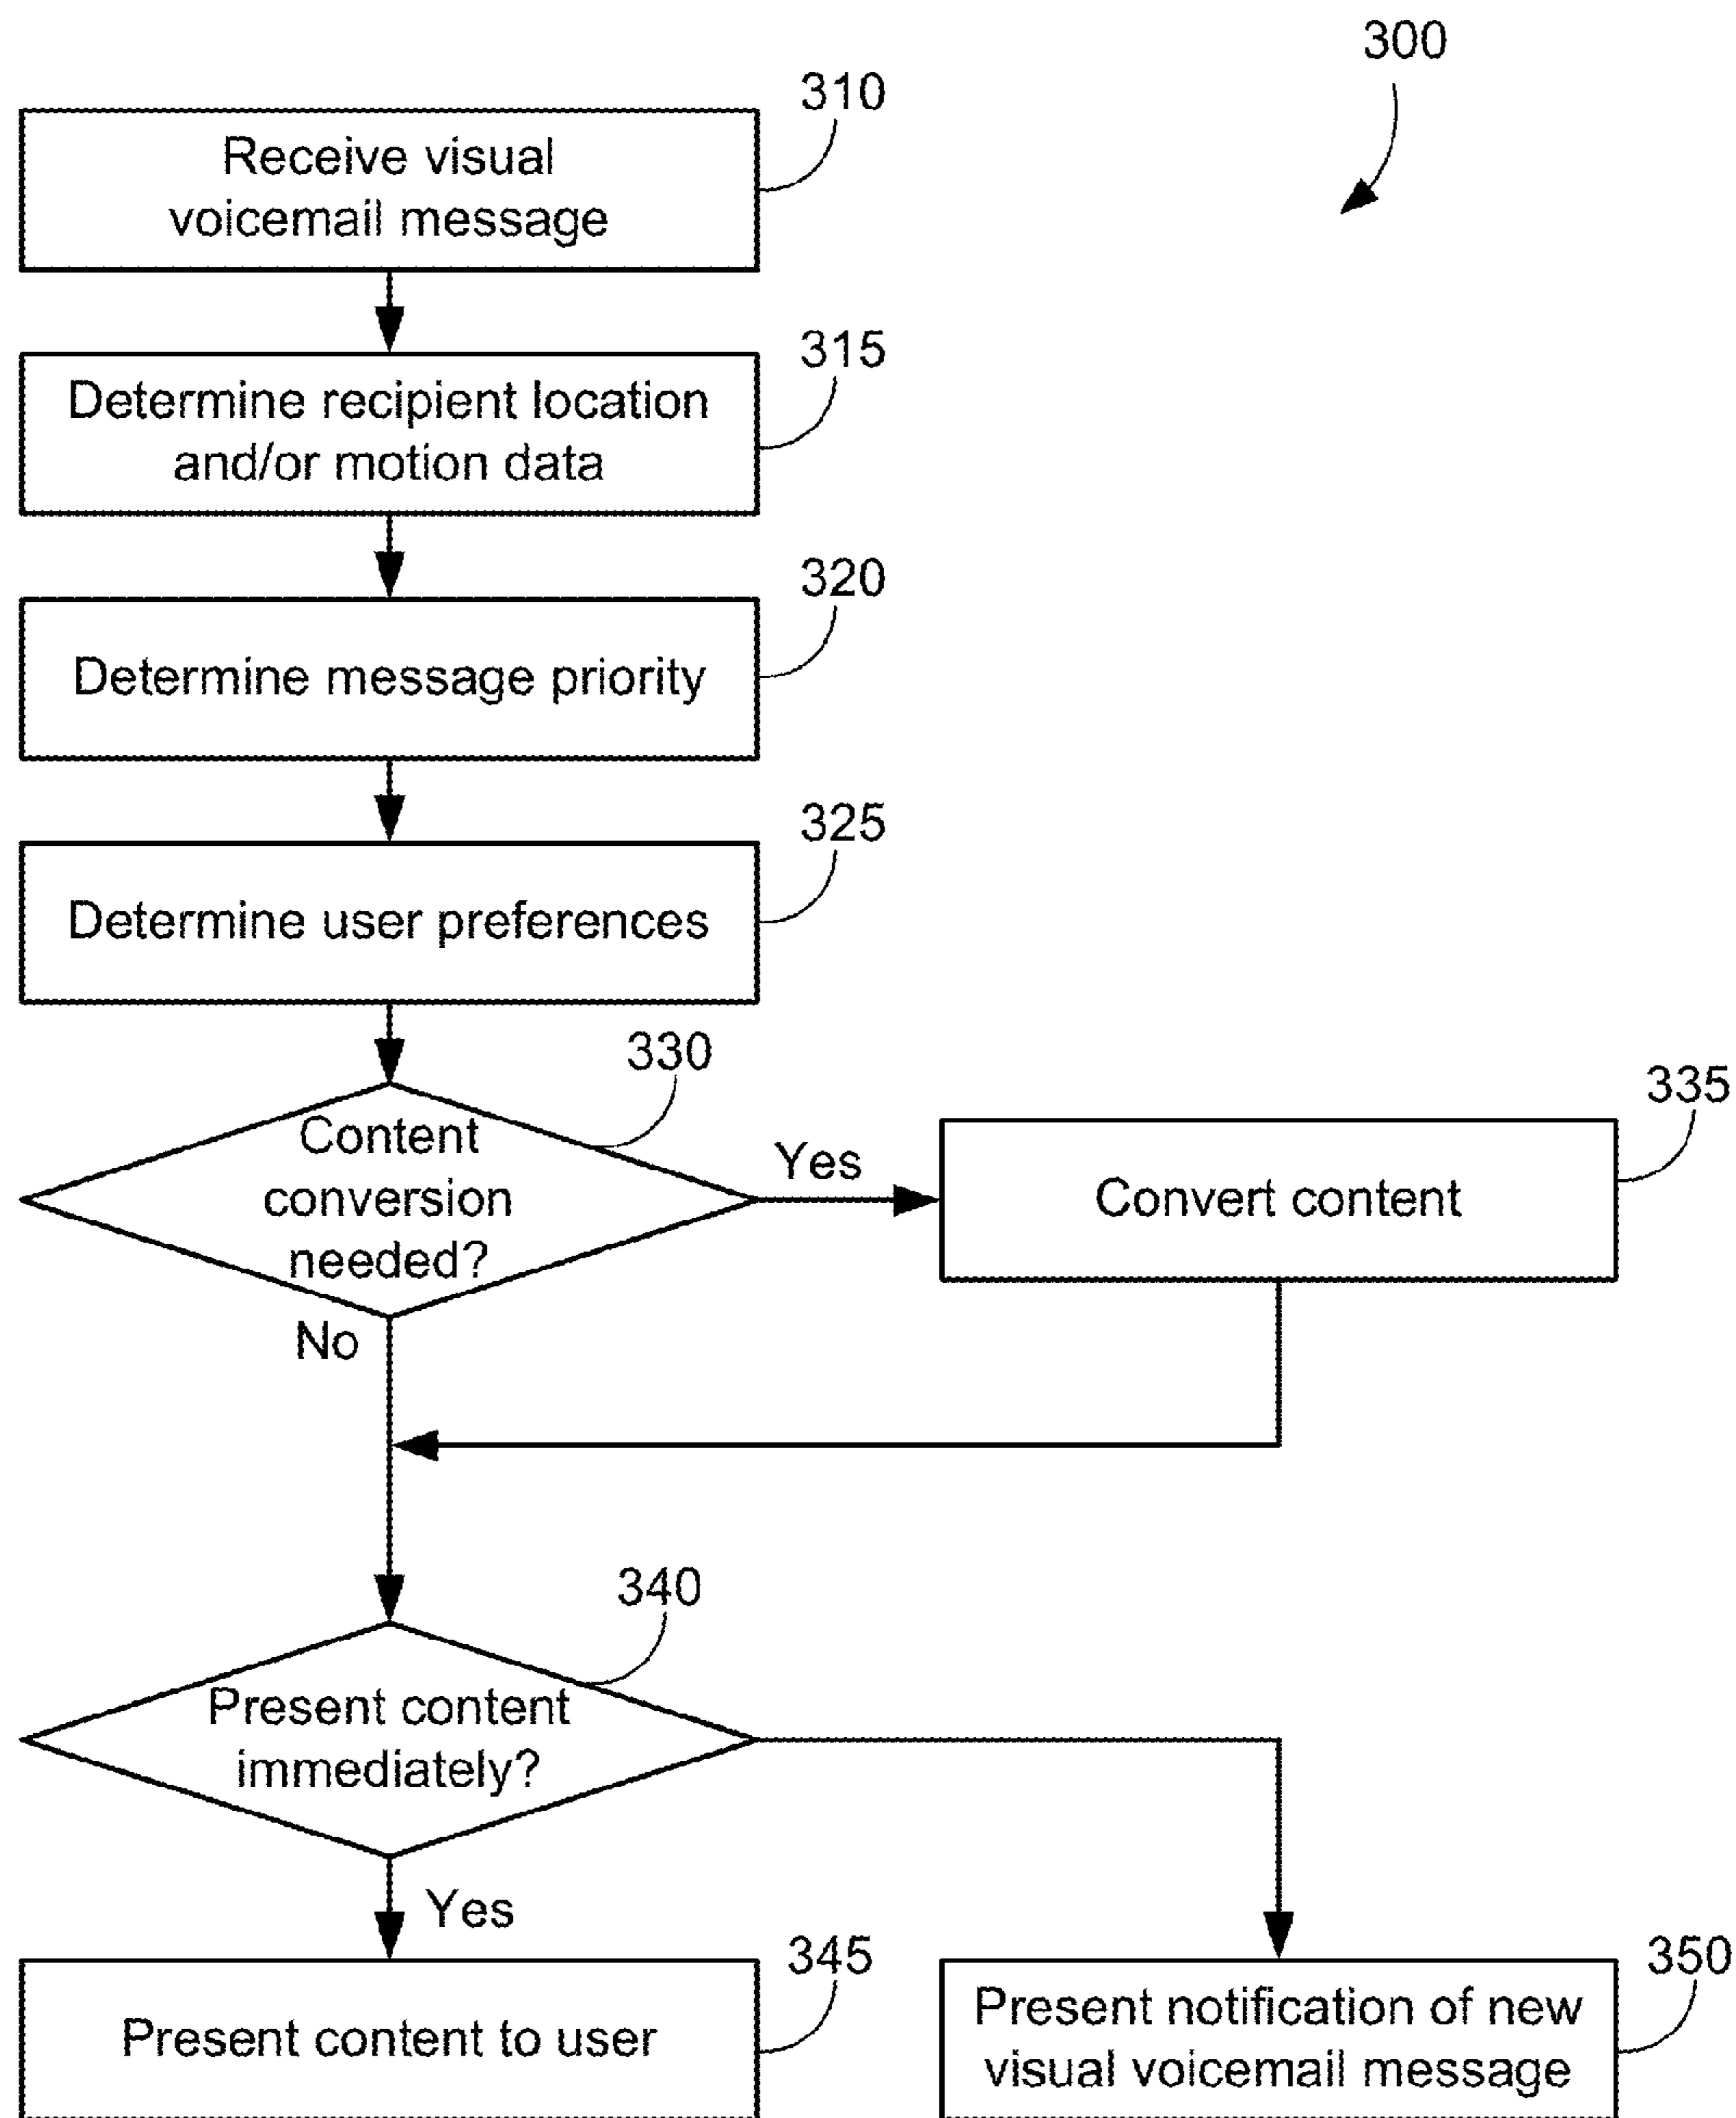 300
310
Receive visual
voicemail message
315
Determine recipient location
and/or motion data
320
Determine message priority
325
Determine user preferences
330
Content
conversion
needed?
Yes
335
Convert content
No
340
Present content
immediately?
Yes
345
Present content to user
350
Present notification of new
visual voicemail message